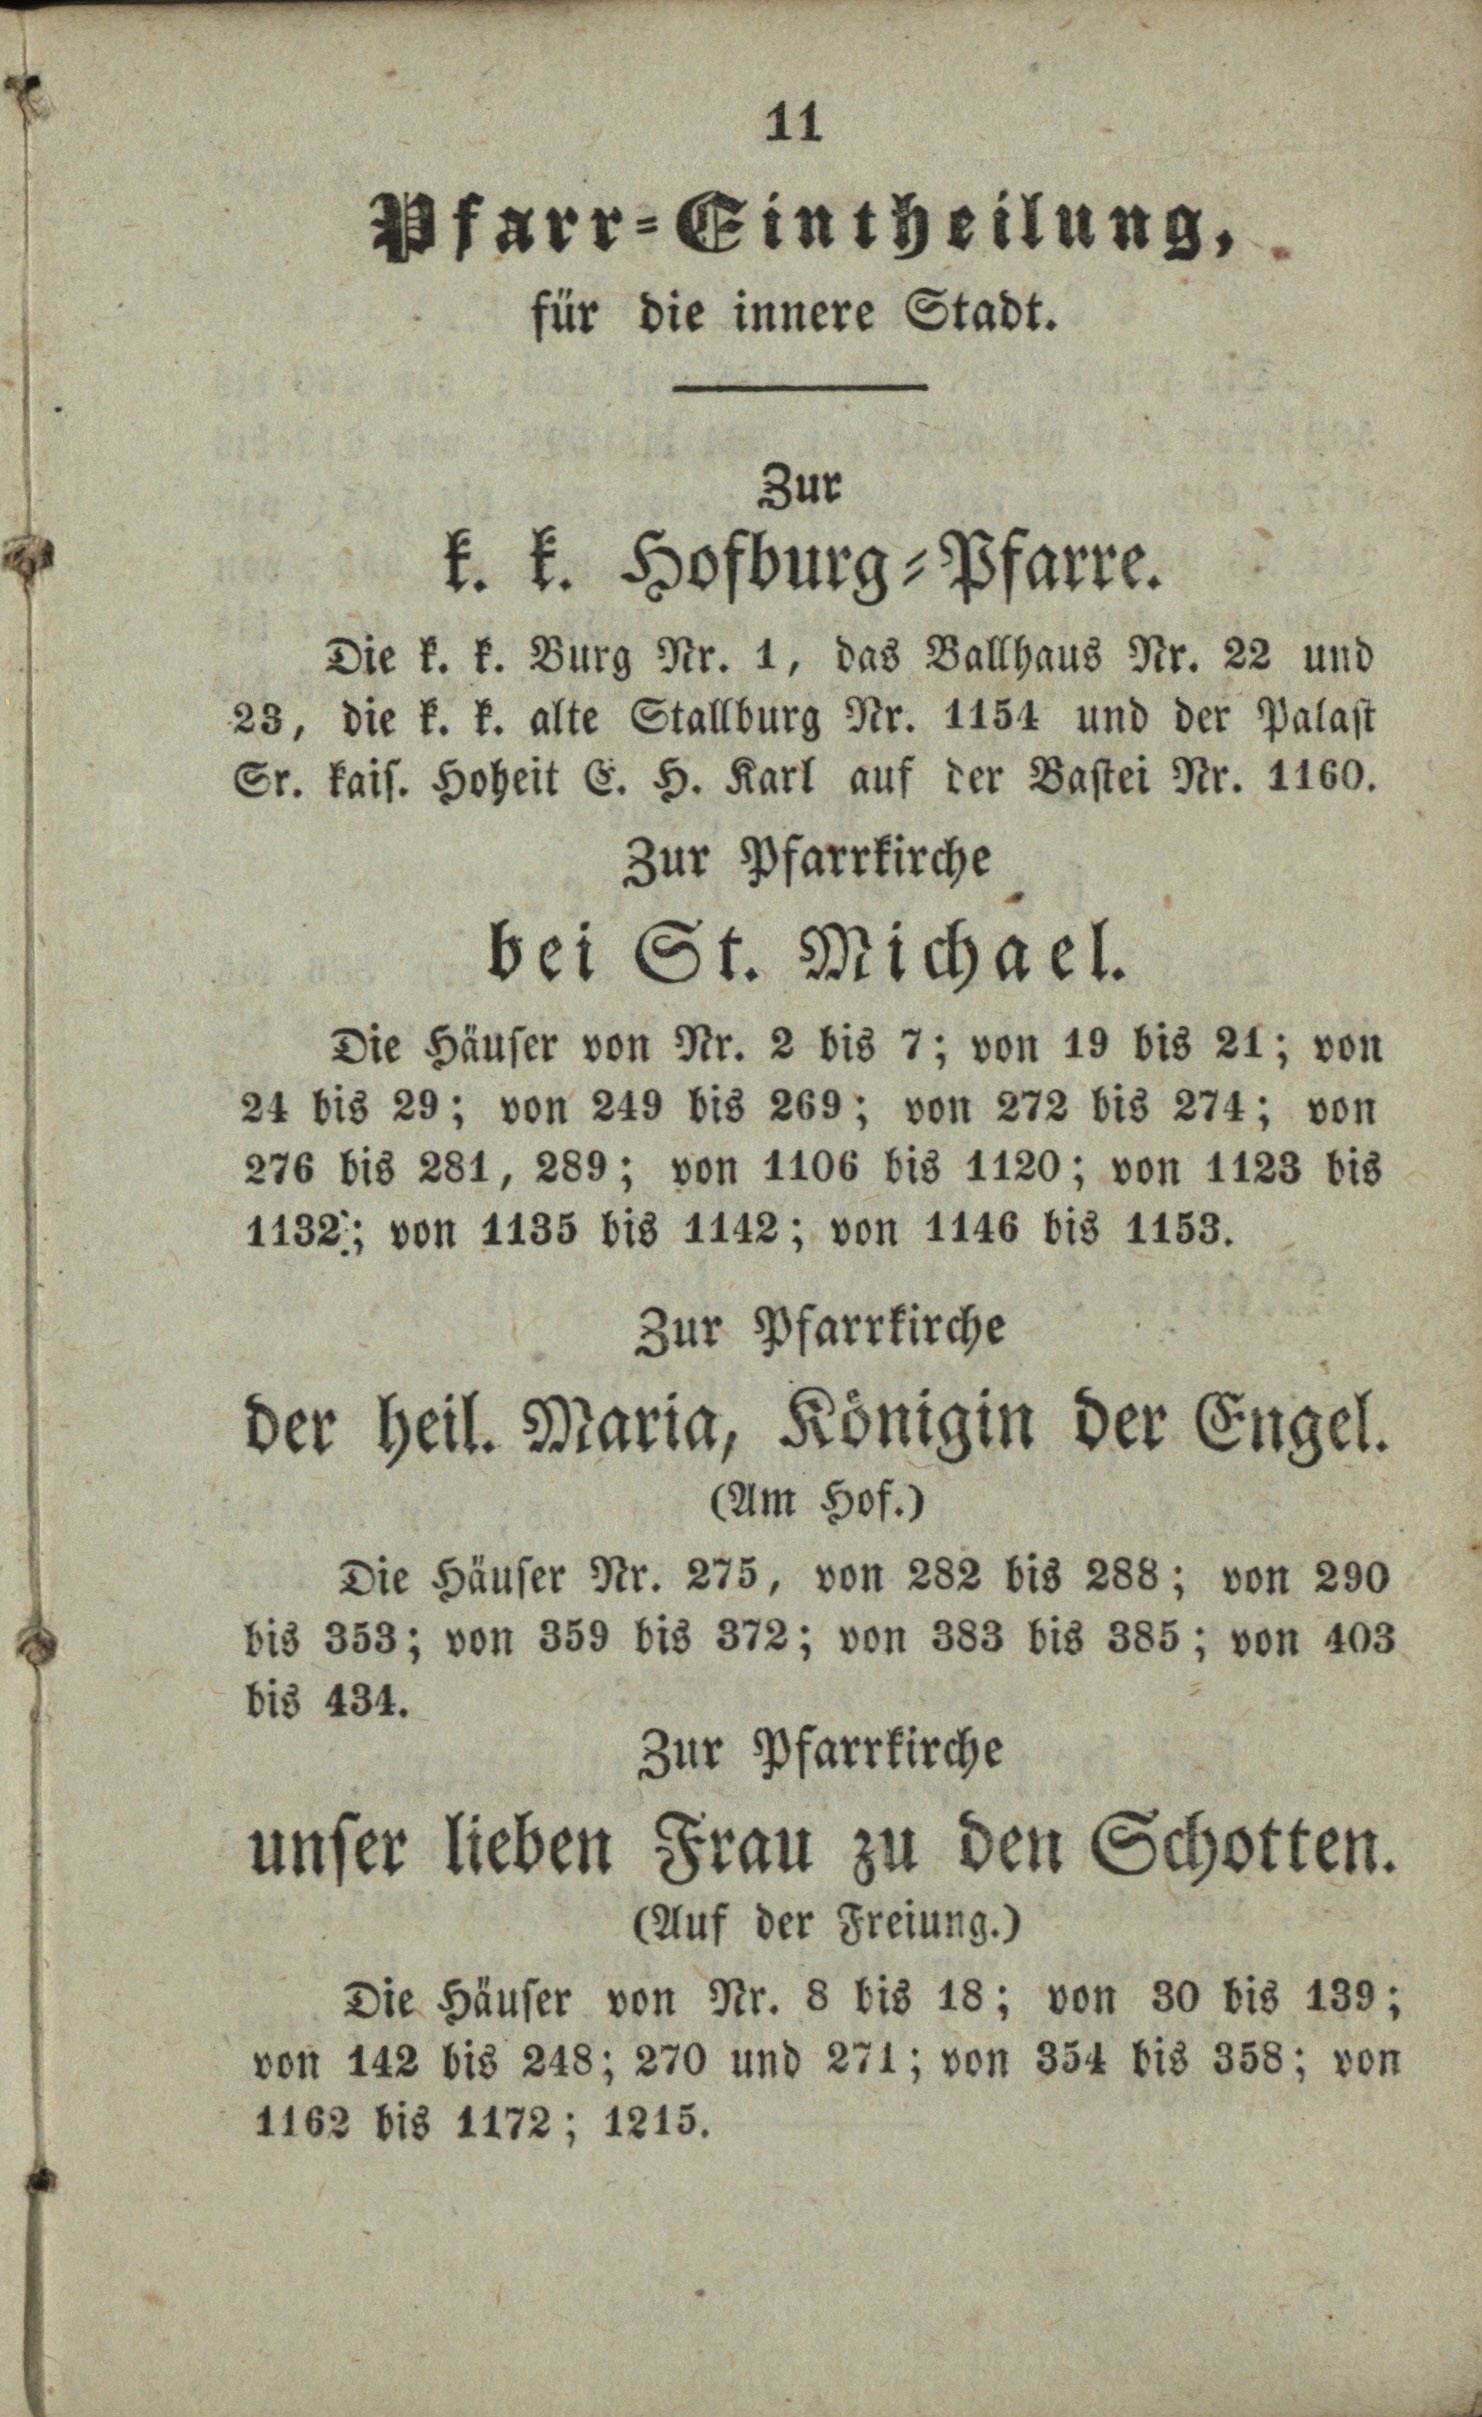 11
Pfarr-Eintheilung,
für die innere Stadt.
Zur
k. k. Hofburg-Pfarre.
Die k. k. Burg Nr. 1, das Ballhaus Nr. 22 und
23, die k. k. alte Stallburg Nr. 1154 und der Palast
Sr. kais. Hoheit E. H. Karl auf der Bastei Nr. 1160.
Zur Pfarrkirche
bei St. Michael.
Die Häuser von Nr. 2 bis 7; von 19 bis 21; von
24 bis 29; von 249 bis 269; von 272 bis 274; von
276 bis 281, 289; von 1106 bis 1120; von 1123 bis
1132; von 1135 bis 1142; von 1146 bis 1153.
Zur Pfarrkirche
der heil. Maria, Königin der Engel.
(Am Hof.)
Die Häuser Nr. 275, von 282 bis 288; von 290
bis 353; von 359 bis 372; von 383 bis 385; von 403
bis 434.
Zur Pfarrkirche
unser lieben Frau zu den Schotten.
(Auf der Freiung.)
Die Häuser von Nr. 8 bis 18; von 30 bis 139;
von 142 bis 248; 270 und 271; von 354 bis 358; von
1162 bis 1172; 1215.